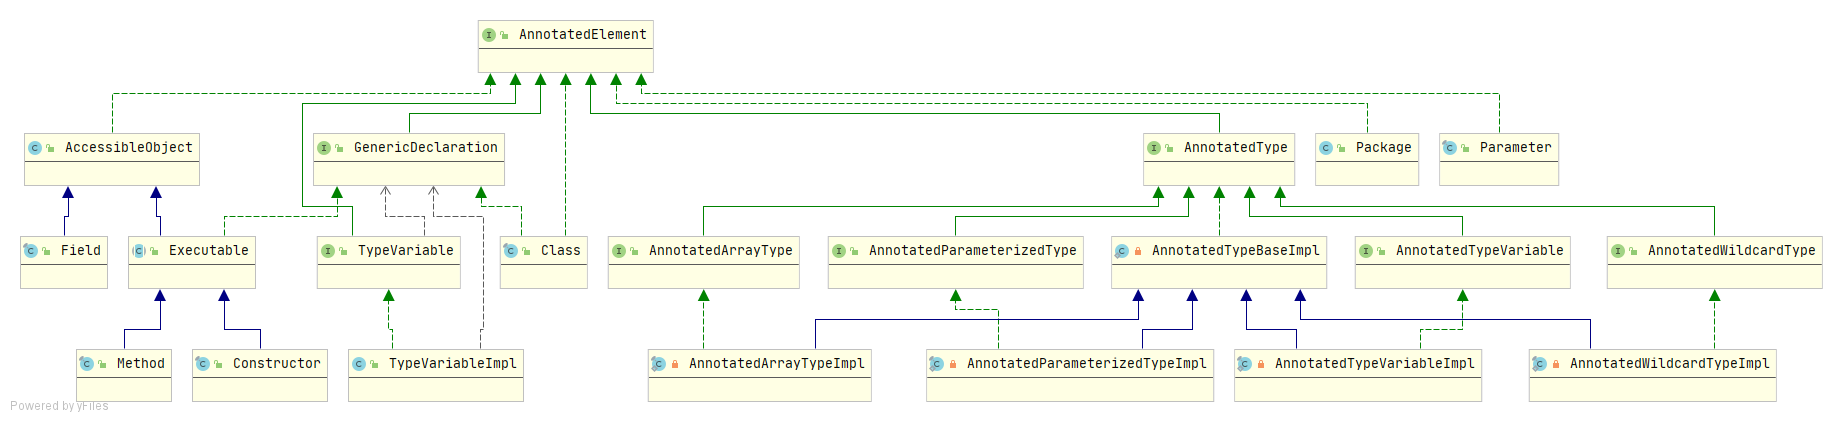 AnnotatedElement
AccessibleObject
GenericDeclaration
AnnotatedType
Package
Parameter
Field
Executable
TypeVariable
Class
AnnotatedArrayType
AnnotatedParameterizedType
AnnotatedTypeBaseImpl
AnnotatedTypeVariable
AnnotatedWildcardType
Method
Constructor
TypeVariableImpl
AnnotatedArrayTypeImpl
AnnotatedParameterizedTypeImpl
AnnotatedTypeVariableImpl
AnnotatedWildcardTypeImpl
Powered by yFiles